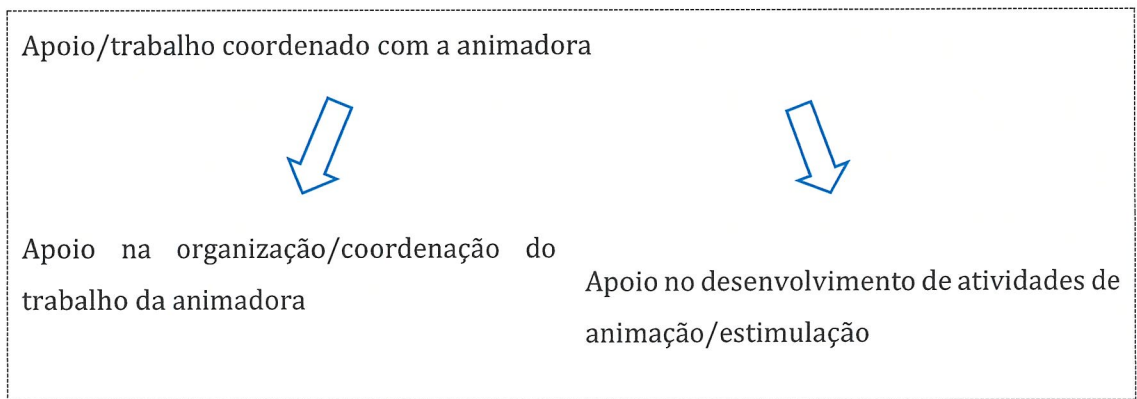 Apoio/trabalho coordenado com a animadora
Apoio na organização/coordenação do
trabalho da animadora
Apoio no desenvolvimento de atividades de
animação/estimulação